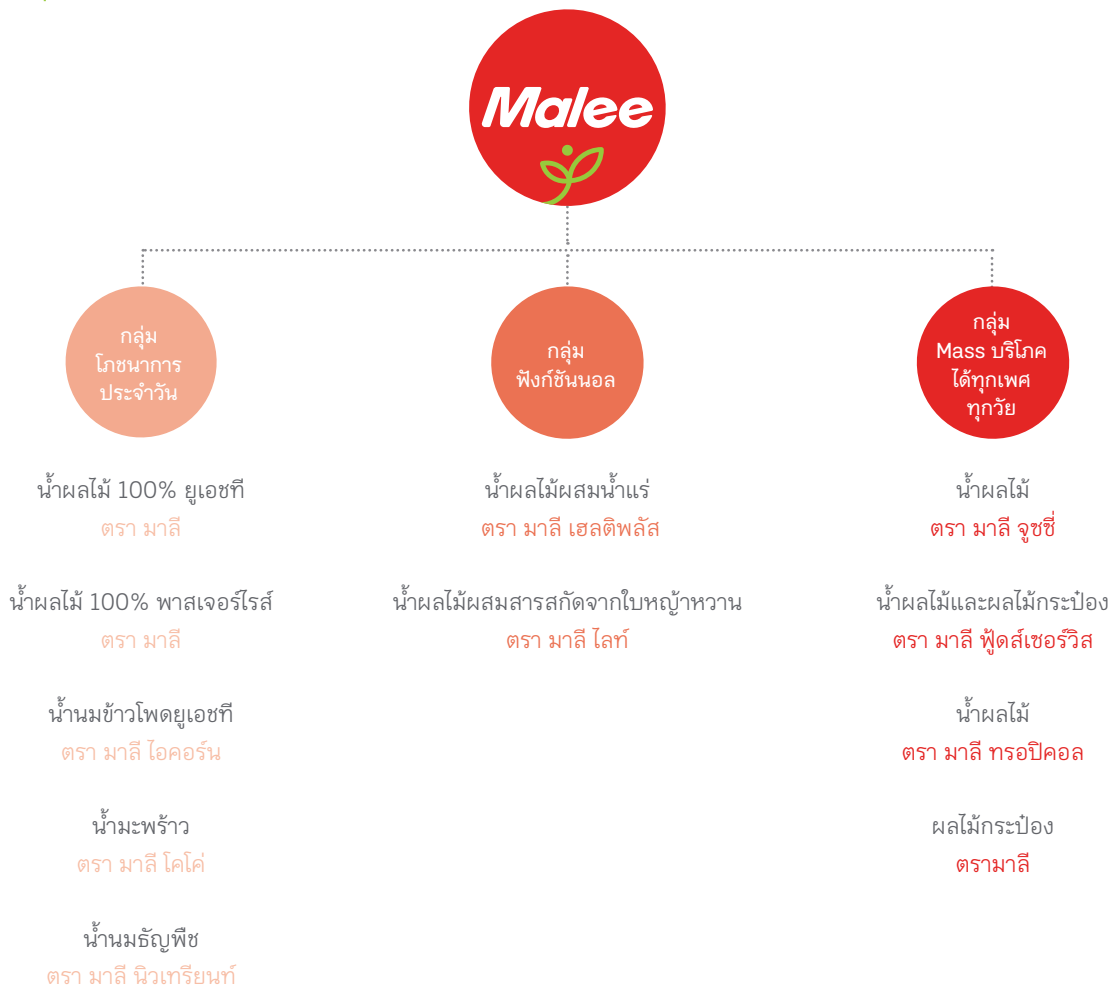 Malee
กลุ่ม
โภชนาการ
ประจำวัน
น้ำผลไม้ 100% ยูเอชที
ตรา มาลี
น้ำผลไม้ 100% พาสเจอร์ไรส์
ตรา มาลี
น้ำนมข้าวโพดยูเอชที
ตรา มาลี ไอคอร์น
น้ำมะพร้าว
ตรา มาลี โคโค่
น้ำนมธัญพืช
ตรา มาลี นิวเทรียนท์
กลุ่ม
ฟังก์ชันนอล
น้ำผลไม้ผสมน้ำแร่
ตรา มาลี เฮลติพลัส
น้ำผลไม้ผสมสารสกัดจากใบหญ้าหวาน
ตรา มาลี ไลท์
กลุ่ม
Mass บริโภค
ได้ทุกเพศ
ทุกวัย
น้ำผลไม้
ตรา มาลี จูซซี่
น้ำผลไม้และผลไม้กระป๋อง
ตรา มาลี ฟู้ดส์เซอร์วิส
น้ำผลไม้
ตรา มาลี ทรอปิคอล
ผลไม้กระป๋อง
ตรามาลี